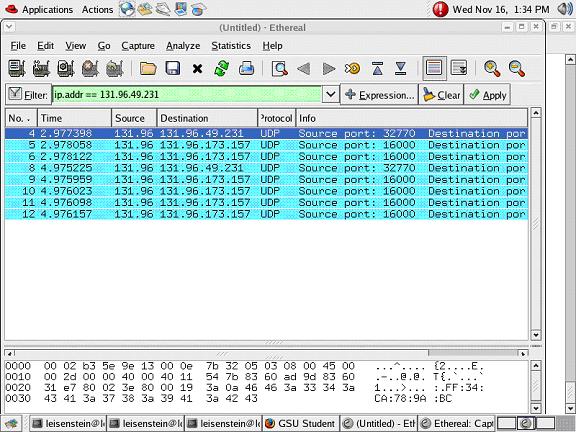 Applications Actions Wed Nov 16, 1:34 PM
(Untitled) - Ethereal
File Edit View Go Capture Analyze Statistics Help
Filter: ip.addr == 131.96.49.231 Expression... Clear Apply
No. . Time Source Destination Protocol Info
4 2.977398 131.96 131.96.49.231 UDP Source port: 32770 Destination por
5 2.978058 131.96 131.96.173.157 UDP Source port: 16000 Destination por
6 2.978122 131.96 131.96.173.157 UDP Source port: 16000 Destination por
8 4.975225 131.96 131.96.49.231 UDP Source port: 32770 Destination por
9 4.975959 131.96 131.96.173.157 UDP Source port: 16000 Destination por
10 4.976023 131.96 131.96.173.157 UDP Source port: 16000 Destination por
11 4.976098 131.96 131.96.173.157 UDP Source port: 16000 Destination por
12 4.976157 131.96 131.96.173.157 UDP Source port: 16000 Destination por
0000 00 02 b3 5e 9e 13 00 0e 7b 32 05 03 08 00 45 00 ...^.... {2....E.
0010 00 2d 00 00 40 00 40 11 54 7b 83 60 ad 9d 83 60 .-..@.@. T{.`...`
0020 31 e7 80 02 3e 80 00 19 3a 0a 46 46 3a 33 34 3a 1...>... :.FF:34:
0030 43 41 3a 37 38 3a 39 41 3a 42 43 CA:78:9A :BC
leisenstein@l leisenstein@l leisenstein@l GSU Student (Untitled) - Eth Ethereal: Capt